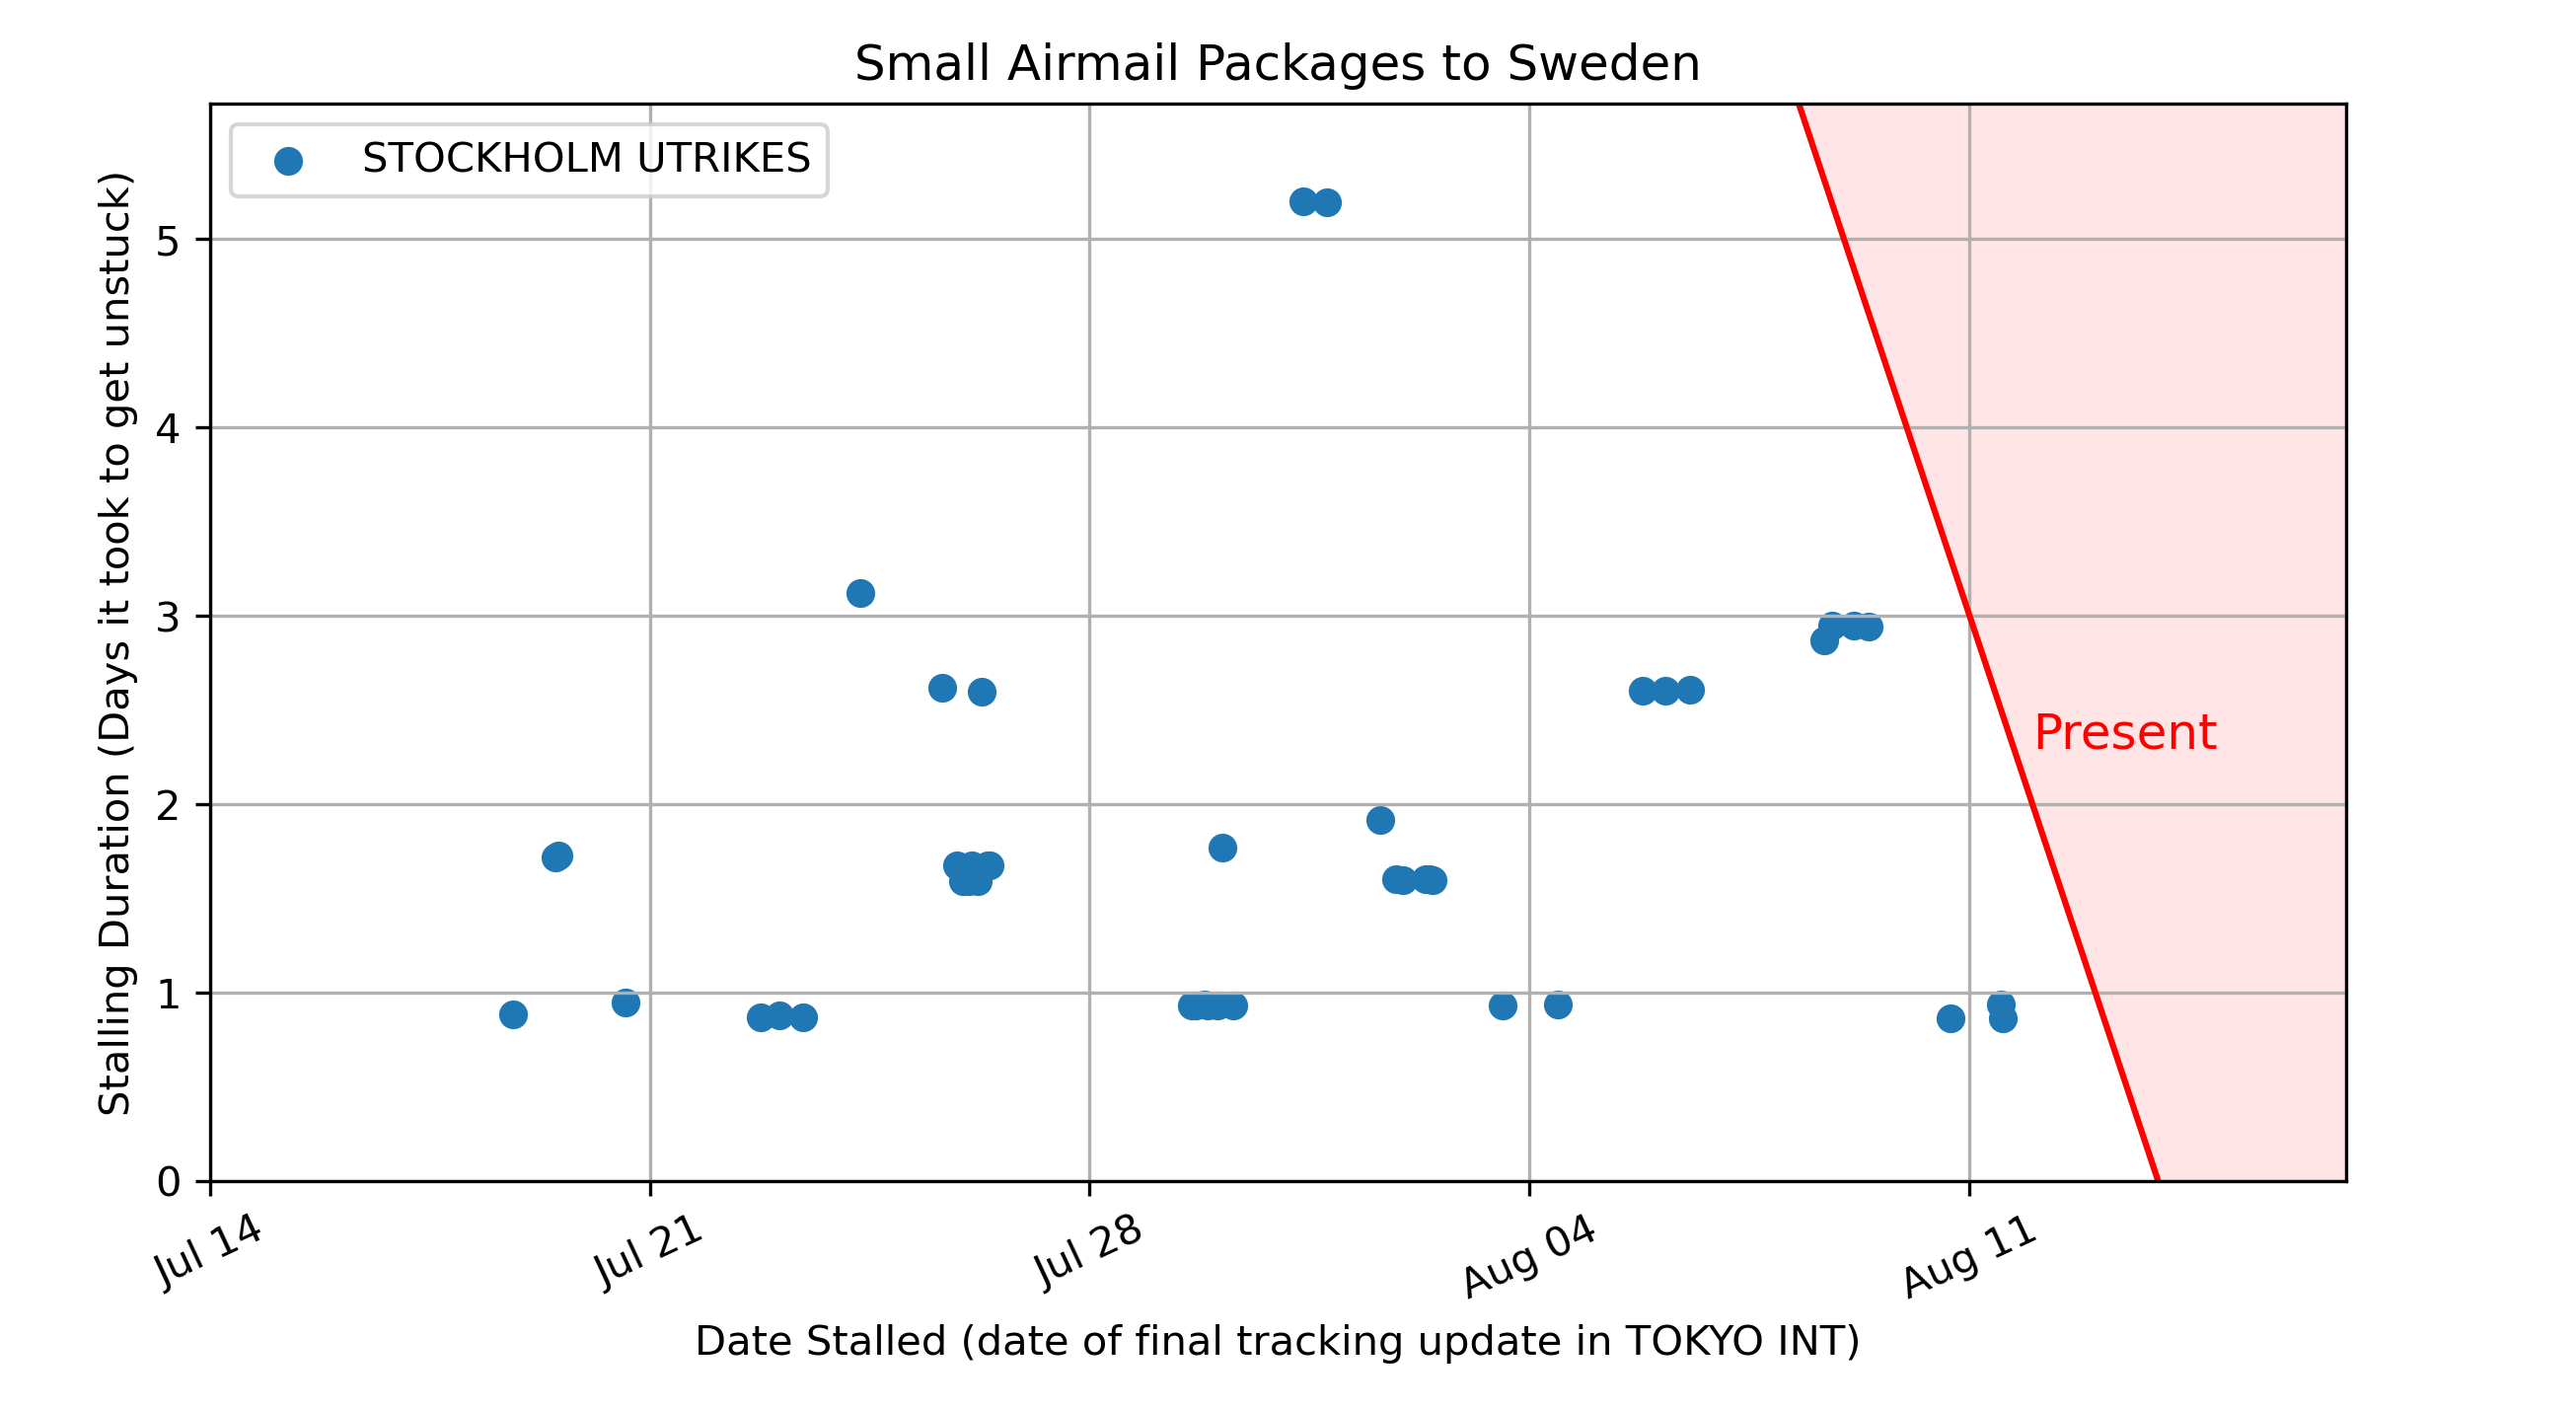 Small Airmail Packages to Sweden
STOCKHOLM UTRIKES
Stalling Duration (Days it took to get unstuck)
5
4
3
2
1
0
Present
Jul 14
Jul 21
Jul 28
Aug 04
Aug 11
Date Stalled (date of final tracking update in TOKYO INT)